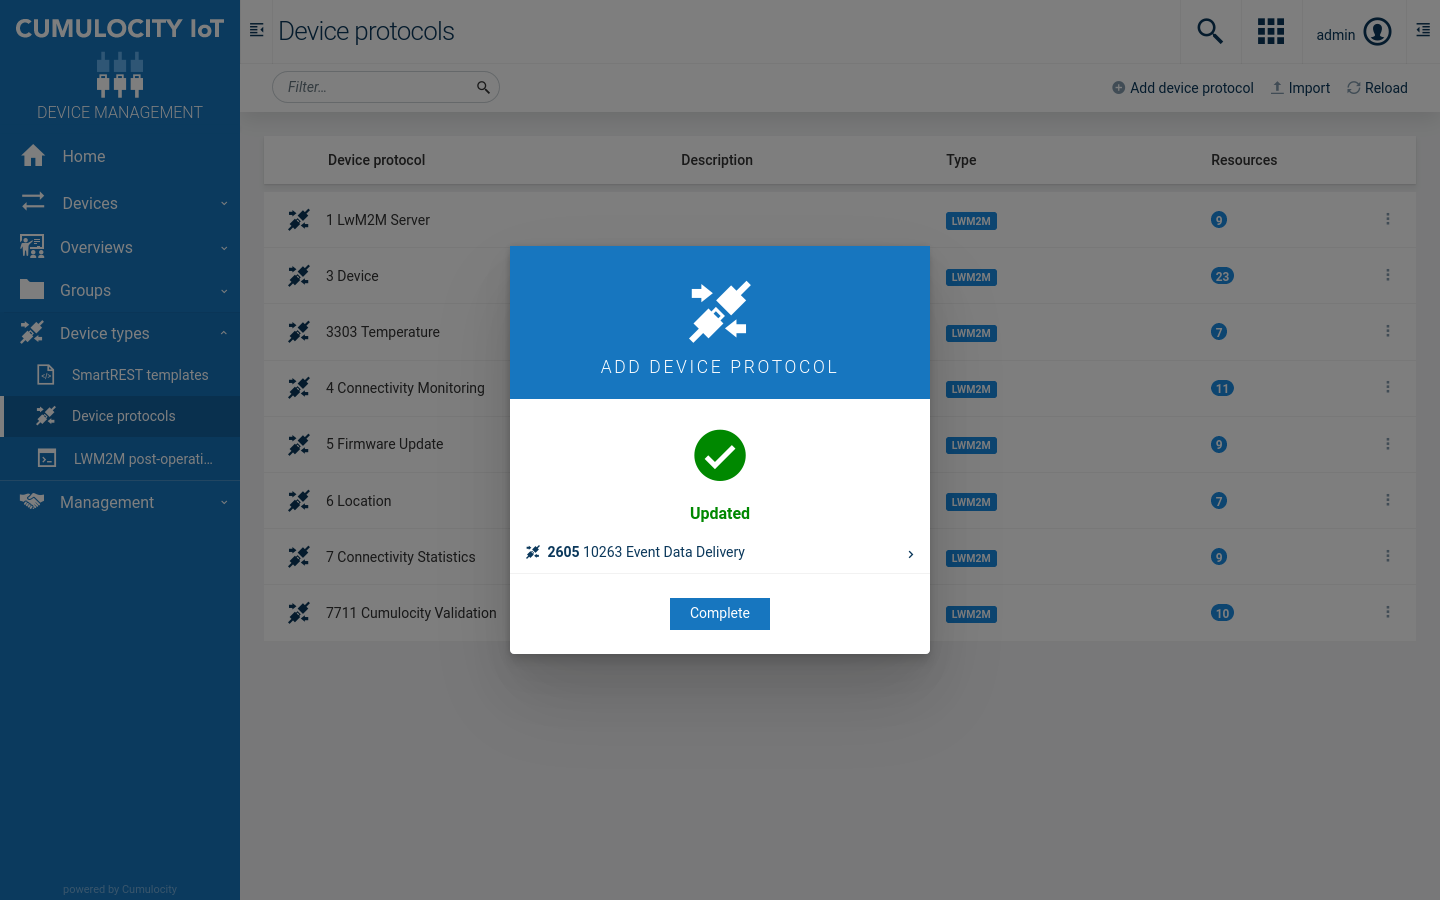 CUMULOCITY IoT
DEVICE MANAGEMENT
Home
Devices
Overviews
Groups
Device types
SmartREST templates
Device protocols
LWM2M post-operati...
Management
powered by Cumulocity
Device protocols
admin
Filter...
Add device protocol
Import
Reload
Device protocol Description Type Resources
1 LwM2M Server LWM2M 9
3 Device LWM2M 23
3303 Temperature LWM2M 7
4 Connectivity Monitoring LWM2M 11
5 Firmware Update LWM2M 9
6 Location LWM2M 7
7 Connectivity Statistics LWM2M 9
7711 Cumulocity Validation LWM2M 10
ADD DEVICE PROTOCOL
Updated
2605 10263 Event Data Delivery
Complete